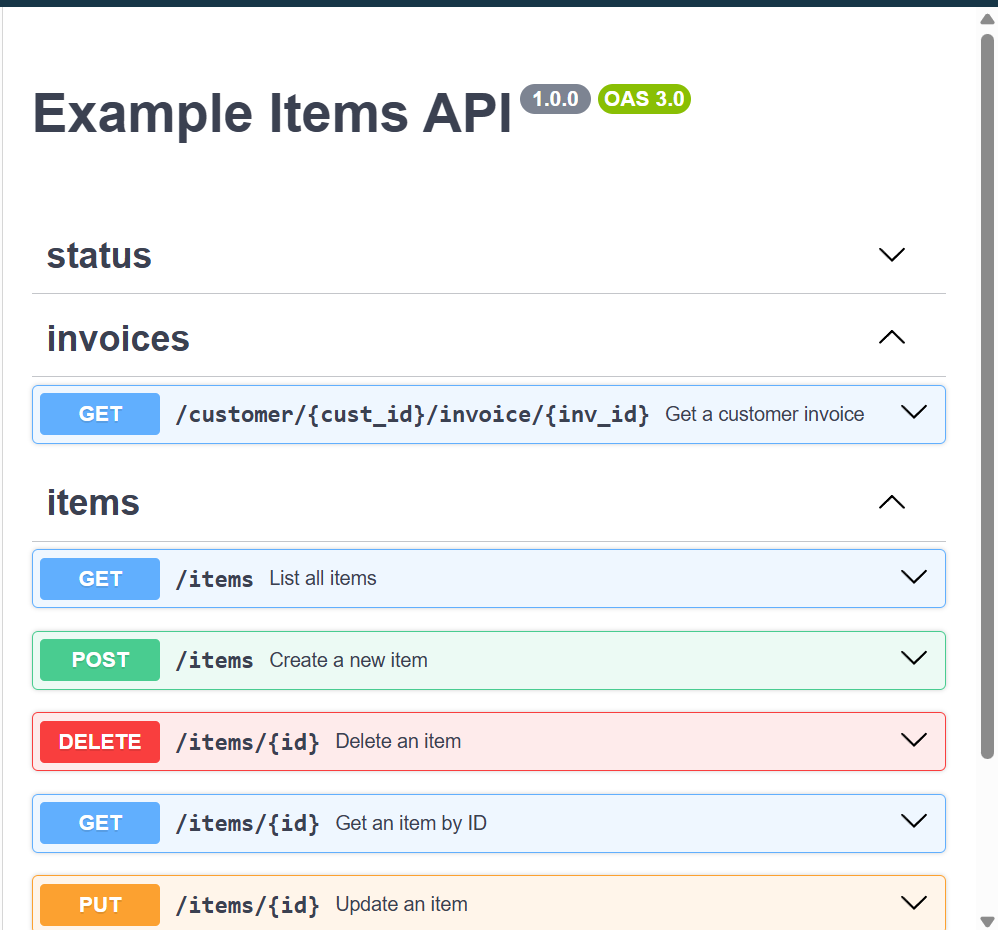 Example Items API 1.0.0 OAS 3.0
status
invoices
GET /customer/{cust_id}/invoice/{inv_id} Get a customer invoice
items
GET /items List all items
POST /items Create a new item
DELETE /items/{id} Delete an item
GET /items/{id} Get an item by ID
PUT /items/{id} Update an item